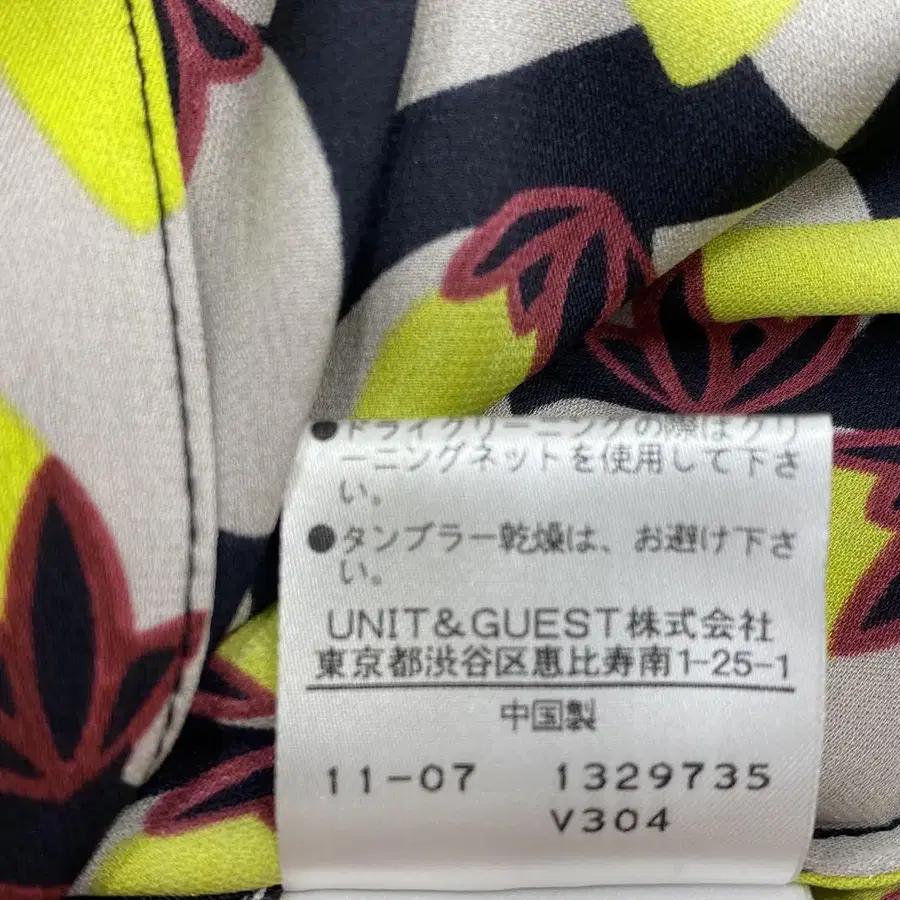 ●ドライクリーニングの際はクリ
ーニングネットを使用して下さ
い。
●タンブラー乾燥は、お避け下さ
い。
UNIT&GUEST株式会社
東京都渋谷区恵比寿南1-25-1
中国製
11-07 1329735
V304